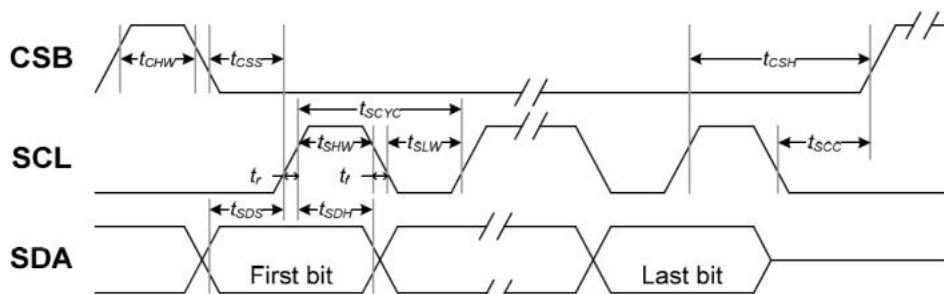 CSB
tCHW
tCSS
tCSH
tSCYC
SCL
tSHW
tSLW
tSCC
tr
tf
tSDS
tSDH
SDA
First bit
Last bit